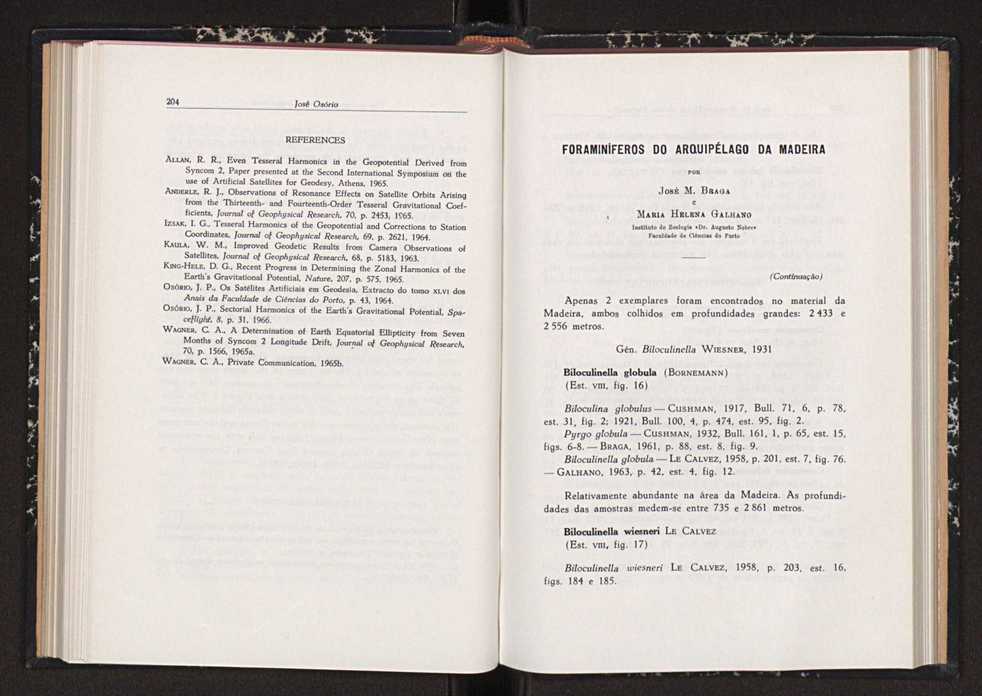 204
José Osório
REFERENCES
ALLAN, R. R., Even Tesseral Harmonics in the Geopotential Derived from
Syncom 2, Paper presented at the Second International Symposium on the
use of Artificial Satellites for Geodesy, Athens, 1965.
ANDERLE, R. J., Observations of Resonance Effects on Satellite Orbits Arising
from the Thirteenth- and Fourteenth-Order Tesseral Gravitational Coef-
ficients, Journal of Geophysical Research, 70, p. 2453, 1965.
IZSAK, I. G., Tesseral Harmonics of the Geopotential and Corrections to Station
Coordinates, Journal of Geophysical Research, 69, p. 2621, 1964.
KAULA, W. M., Improved Geodetic Results from Camera Observations of
Satellites, Journal of Geophysical Research, 68, p. 5183, 1963.
KING-HELE, D. G., Recent Progress in Determining the Zonal Harmonics of the
Earth's Gravitational Potential, Nature, 207, p. 575, 1965.
OSÓRIO, J. P., Os Satélites Artificiais em Geodesia, Extracto do tomo XLVI dos
Anais da Faculdade de Ciências do Porto, p. 43, 1964.
OSÓRIO, J. P., Sectorial Harmonics of the Earth's Gravitational Potential, Spa-
ceflight, 8, p. 31, 1966.
WAGNER, C. A., A Determination of Earth Equatorial Ellipticity from Seven
Months of Syncom 2 Longitude Drift, Journal of Geophysical Research,
70, p. 1566, 1965a.
WAGNER, C. A., Private Communication, 1965b.
FORAMINÍFEROS DO ARQUIPÉLAGO DA MADEIRA
POR
JOSÉ M. BRAGA
E
MARIA HELENA GALHANO
Instituto de Zoologia «Dr. Augusto Nobre»
Faculdade de Ciências do Porto
(Continuação)
Apenas 2 exemplares foram encontrados no material da
Madeira, ambos colhidos em profundidades grandes: 2 433 e
2 556 metros.
Gén. Biloculinella WIESNER, 1931
Biloculinella globula (BORNEMANN)
(Est. VIII, fig. 16)
Biloculina globulus — CUSHMAN, 1917, Bull. 71, 6, p. 78,
est. 31, fig. 2; 1921, Bull. 100, 4, p. 474, est. 95, fig. 2.
Pyrgo globula — CUSHMAN, 1932, Bull. 161, 1, p. 65, est. 15,
figs. 6-8. — BRAGA, 1961, p. 88, est. 8, fig. 9.
Biloculinella globula — LE CALVEZ, 1958, p. 201, est. 7, fig. 76.
— GALHANO, 1963, p. 42, est. 4, fig. 12.
Relativamente abundante na área da Madeira. As profundi-
dades das amostras medem-se entre 735 e 2 861 metros.
Biloculinella wiesneri LE CALVEZ
(Est. VIII, fig. 17)
Biloculinella wiesneri LE CALVEZ, 1958, p. 203, est. 16,
figs. 184 e 185.